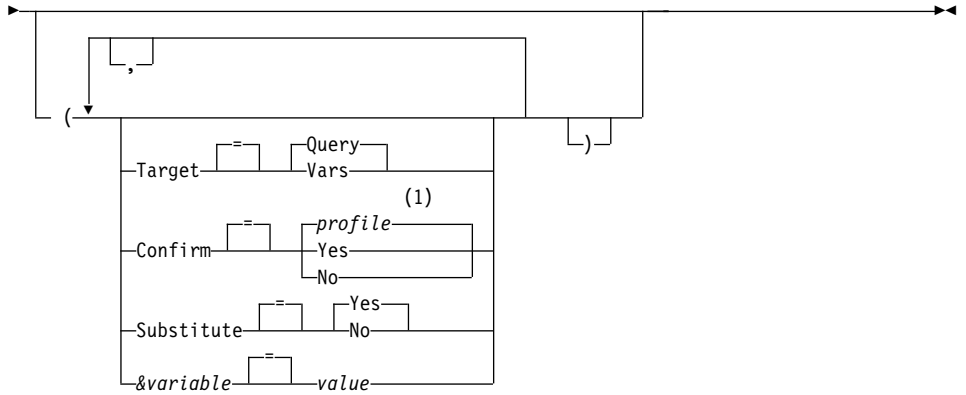 ,
(
)
= Query
Target Vars
(1)
= profile
Confirm Yes
No
= Yes
Substitute No
=
&variable value